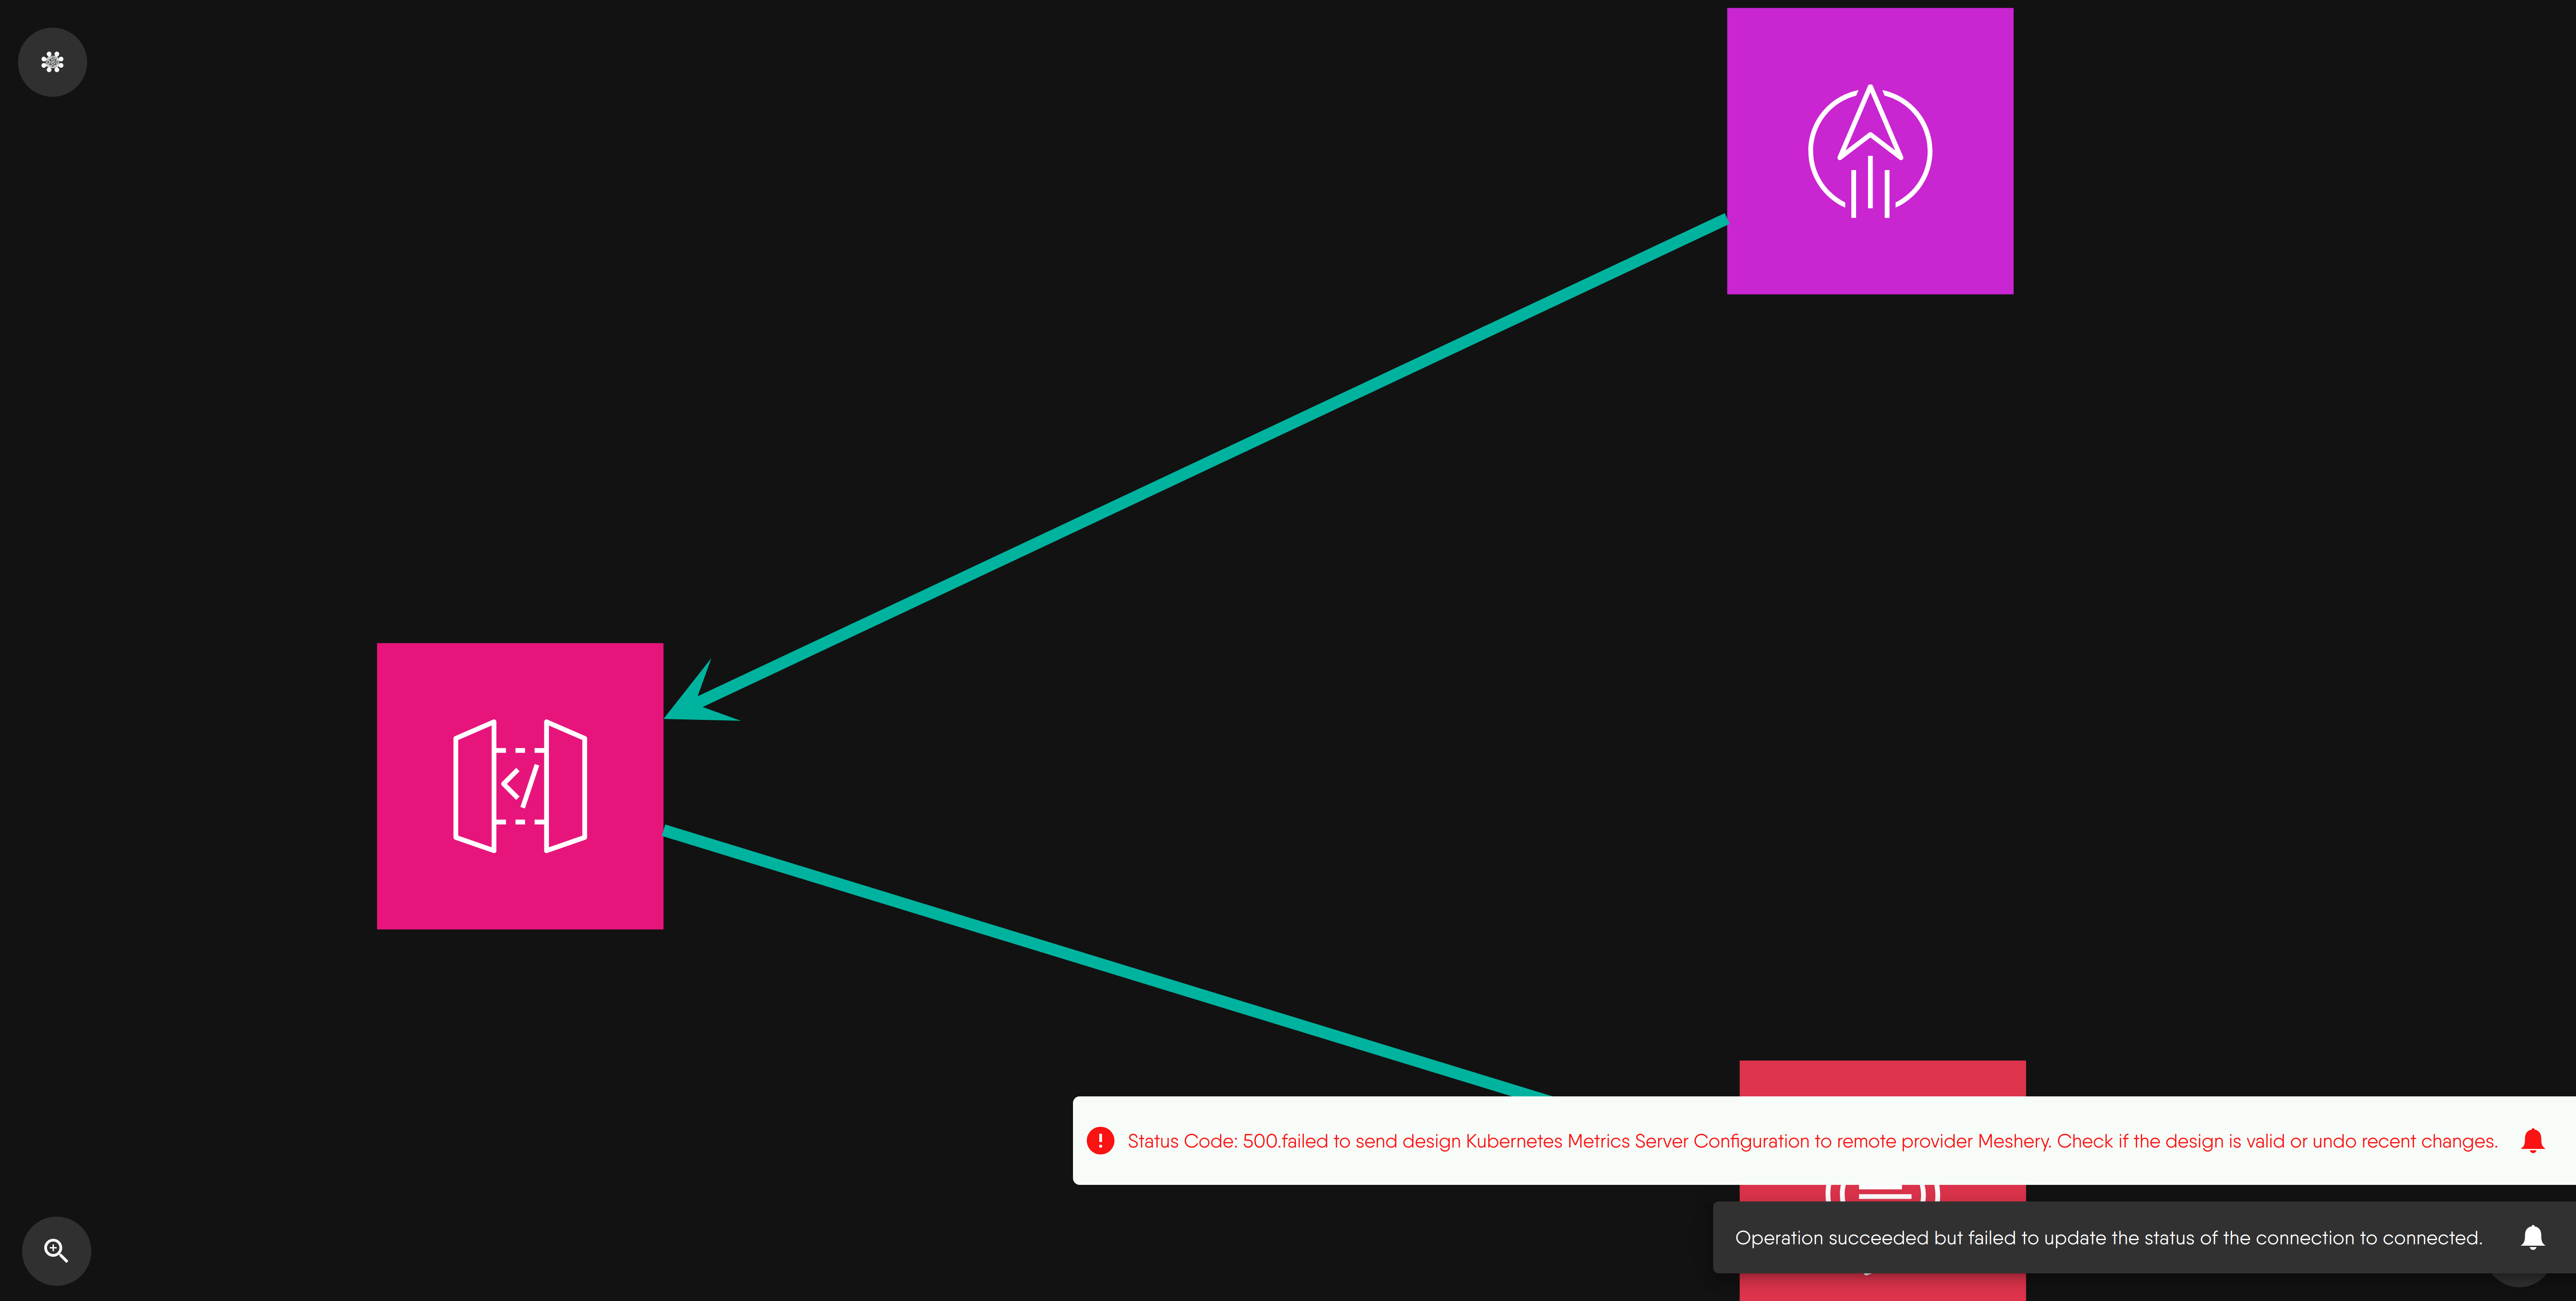 Status Code: 500.failed to send design Kubernetes Metrics Server Configuration to remote provider Meshery. Check if the design is valid or undo recent changes.
Operation succeeded but failed to update the status of the connection to connected.